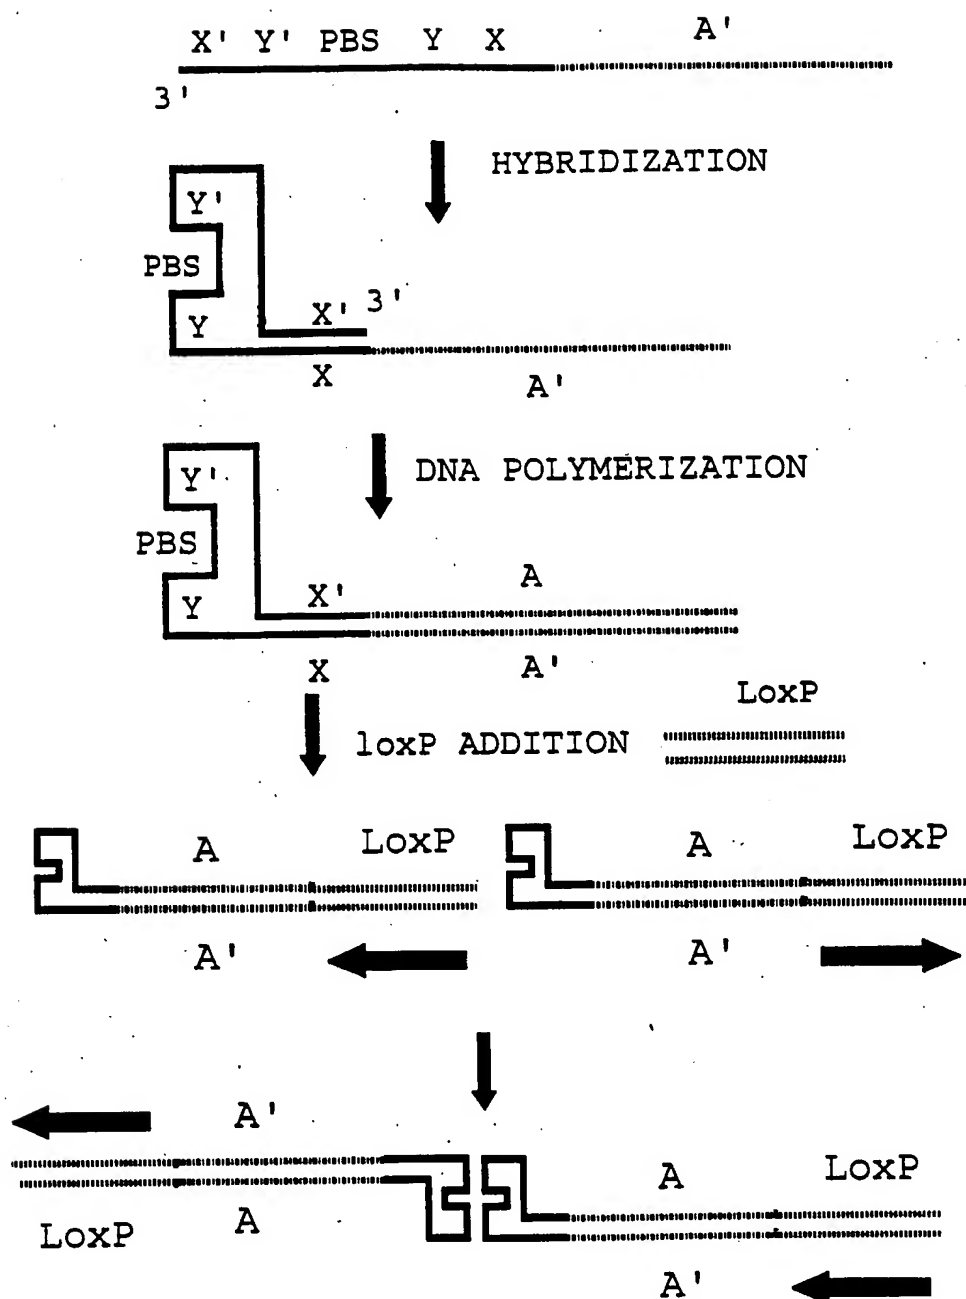 X' Y' PBS Y X A'
3'
HYBRIDIZATION
Y'
PBS
Y
X' 3'
X
A'
DNA POLYMERIZATION
Y'
PBS
Y
X'
A
X
A'
LoxP
loxP ADDITION
A LoxP A LoxP
A' A'
A'
A LoxP
LoxP A
A'